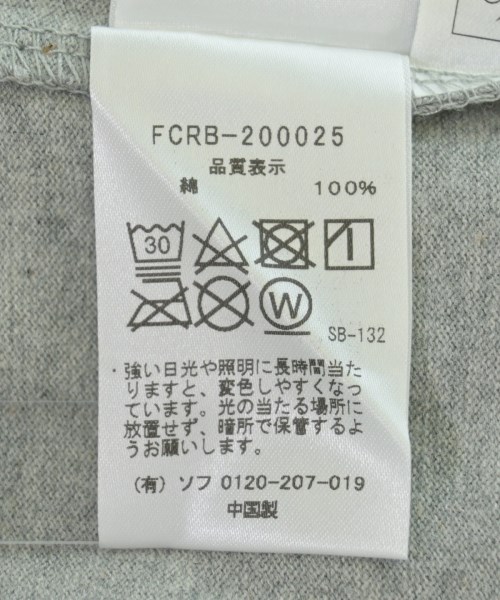 FCRB-200025
品質表示
綿 100%
30
W
SB-132
・強い日光や照明に長時間当た
りますと、変色しやすくなっ
ています。光の当たる場所に
放置せず、暗所で保管するよ
うお願いします。
(有) ソフ 0120-207-019
中国製